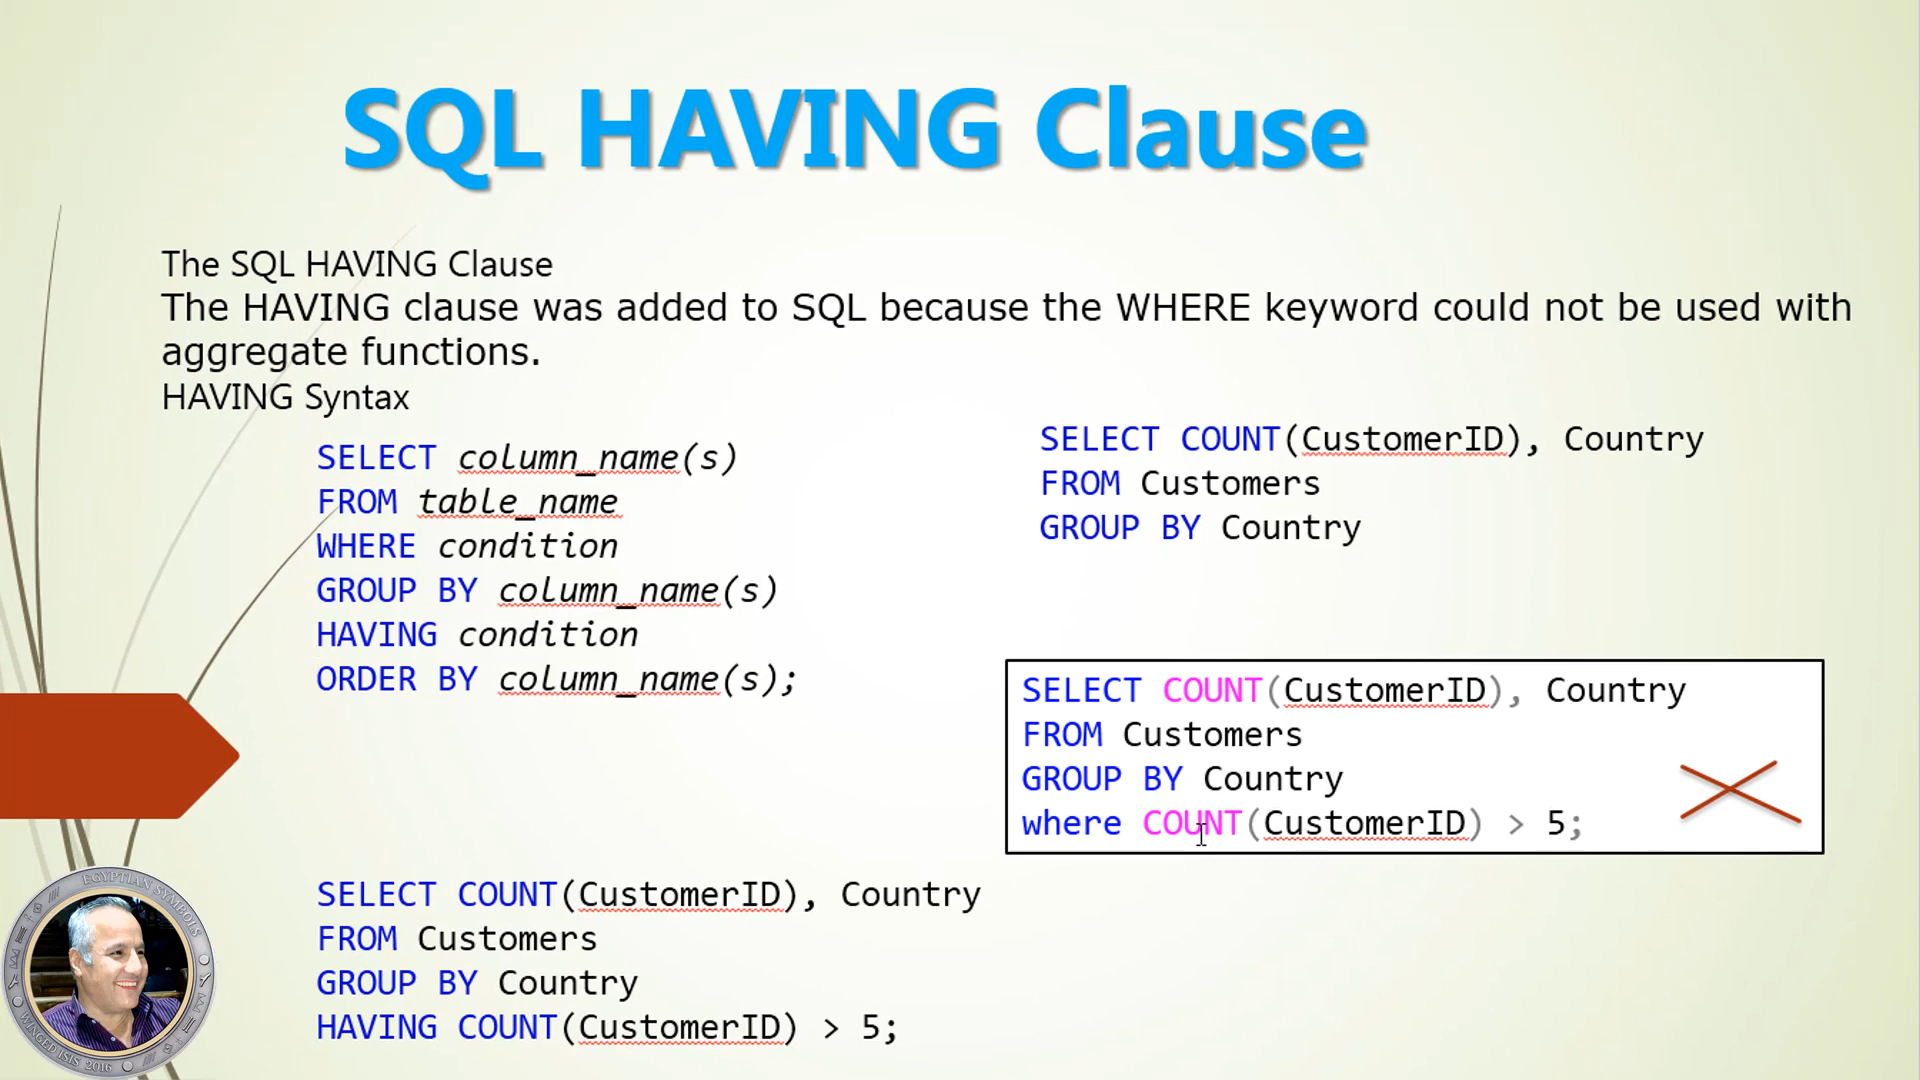 SQL HAVING Clause
The SQL HAVING Clause
The HAVING clause was added to SQL because the WHERE keyword could not be used with
aggregate functions.
HAVING Syntax
SELECT column_name(s)
FROM table_name
WHERE condition
GROUP BY column_name(s)
HAVING condition
ORDER BY column_name(s);
SELECT COUNT(CustomerID), Country
FROM Customers
GROUP BY Country
SELECT COUNT(CustomerID), Country
FROM Customers
GROUP BY Country
where COUNT(CustomerID) > 5;
SELECT COUNT(CustomerID), Country
FROM Customers
GROUP BY Country
HAVING COUNT(CustomerID) > 5;
EGYPTIAN SYMBOLS
WINGED ISIS 2016